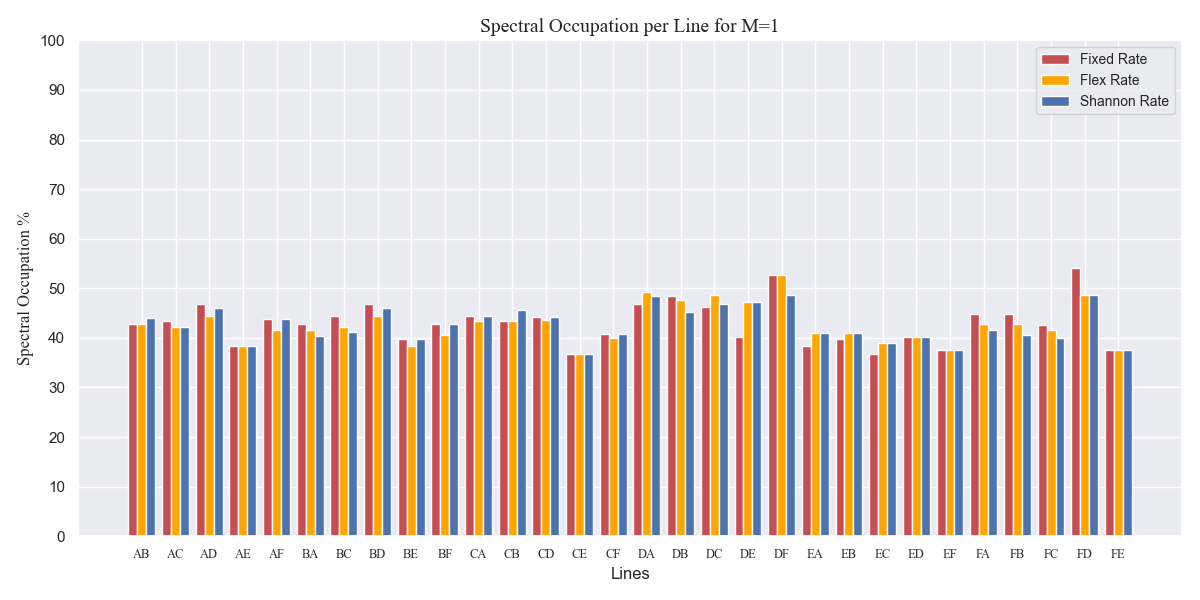 Spectral Occupation per Line for M=1
Fixed Rate
Flex Rate
Shannon Rate
Spectral Occupation %
100
90
80
70
60
50
40
30
20
10
0
AB AC AD AE AF BA BC BD BE BF CA CB CD CE CF DA DB DC DE DF EA EB EC ED EF FA FB FC FD FE
Lines